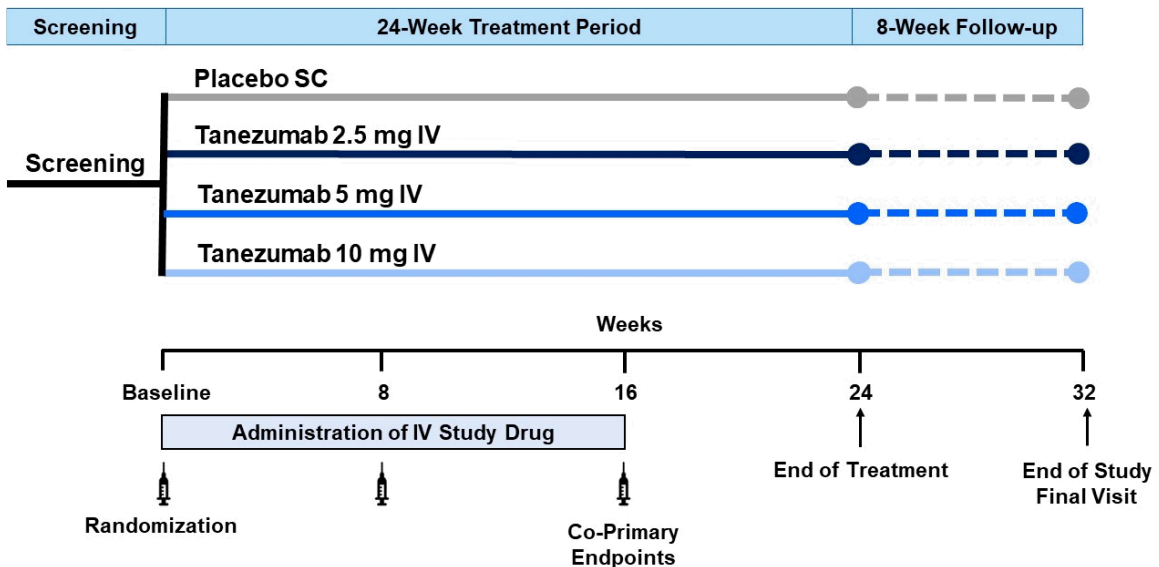 Screening
24-Week Treatment Period
8-Week Follow-up
Placebo SC
Tanezumab 2.5 mg IV
Screening
Tanezumab 5 mg IV
Tanezumab 10 mg IV
Weeks
Baseline
8
16
24
32
Administration of IV Study Drug
End of Treatment
End of Study
Final Visit
Randomization
Co-Primary
Endpoints